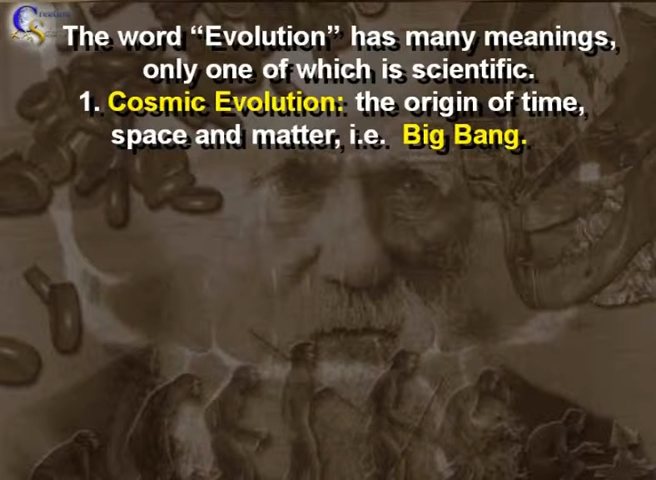 The word “Evolution” has many meanings,
only one of which is scientific.
1. Cosmic Evolution: the origin of time,
space and matter, i.e. Big Bang.